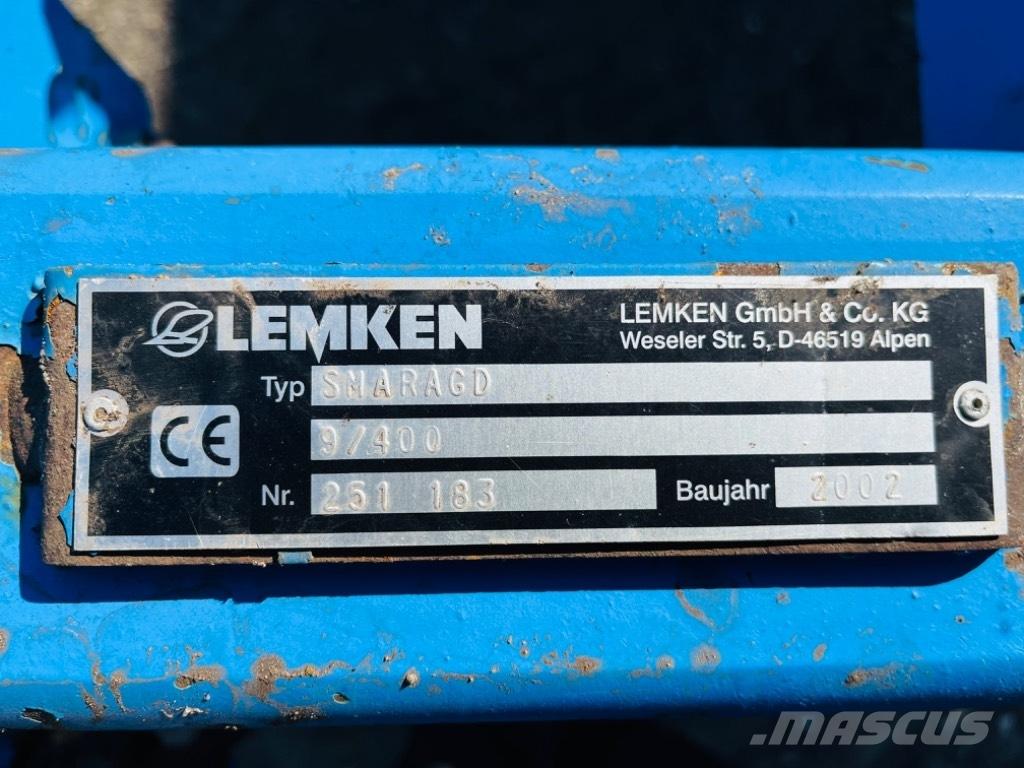 LEMKEN
LEMKEN GmbH & Co. KG
Weseler Str. 5, D-46519 Alpen
Typ SMARAGD
9/400
CE
Nr. 251 183 Baujahr 2002
MASCUS